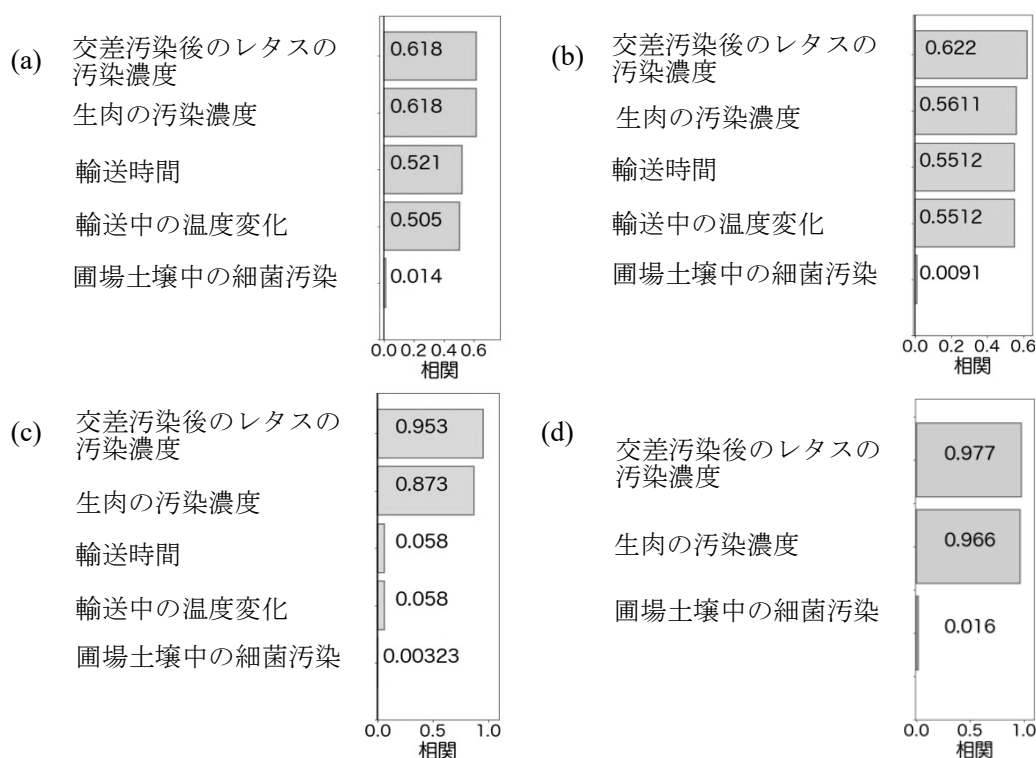 (a)
交差汚染後のレタスの
汚染濃度
0.618
生肉の汚染濃度
0.618
輸送時間
0.521
輸送中の温度変化
0.505
圃場土壌中の細菌汚染
0.014
0.0 0.2 0.4 0.6
相関
(b)
交差汚染後のレタスの
汚染濃度
0.622
生肉の汚染濃度
0.5611
輸送時間
0.5512
輸送中の温度変化
0.5512
圃場土壌中の細菌汚染
0.0091
0.0 0.2 0.4 0.6
相関
(c)
交差汚染後のレタスの
汚染濃度
0.953
生肉の汚染濃度
0.873
輸送時間
0.058
輸送中の温度変化
0.058
圃場土壌中の細菌汚染
0.00323
0.0 0.5 1.0
相関
(d)
交差汚染後のレタスの
汚染濃度
0.977
生肉の汚染濃度
0.966
圃場土壌中の細菌汚染
0.016
0.0 0.5 1.0
相関